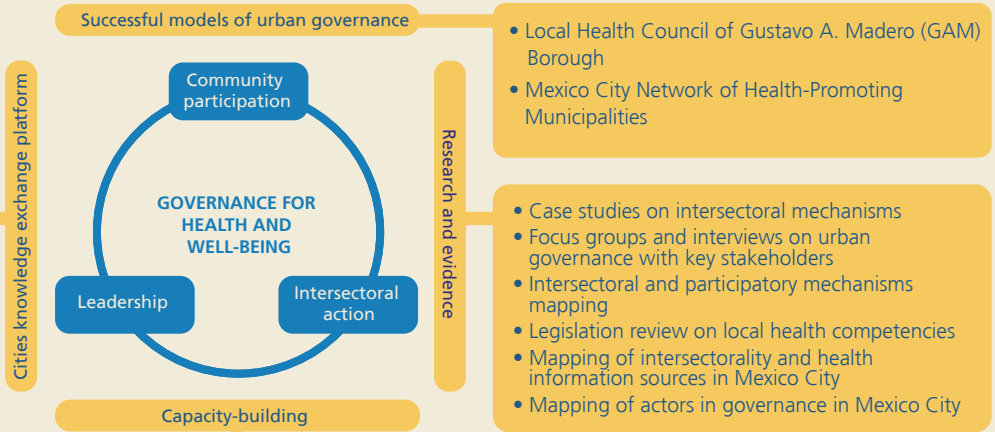 Successful models of urban governance
• Local Health Council of Gustavo A. Madero (GAM)
Borough
• Mexico City Network of Health-Promoting
Municipalities
Cities knowledge exchange platform
Community
participation
GOVERNANCE FOR
HEALTH AND
WELL-BEING
Leadership
Intersectoral
action
Research and evidence
• Case studies on intersectoral mechanisms
• Focus groups and interviews on urban
governance with key stakeholders
• Intersectoral and participatory mechanisms
mapping
• Legislation review on local health competencies
• Mapping of intersectorality and health
information sources in Mexico City
• Mapping of actors in governance in Mexico City
Capacity-building